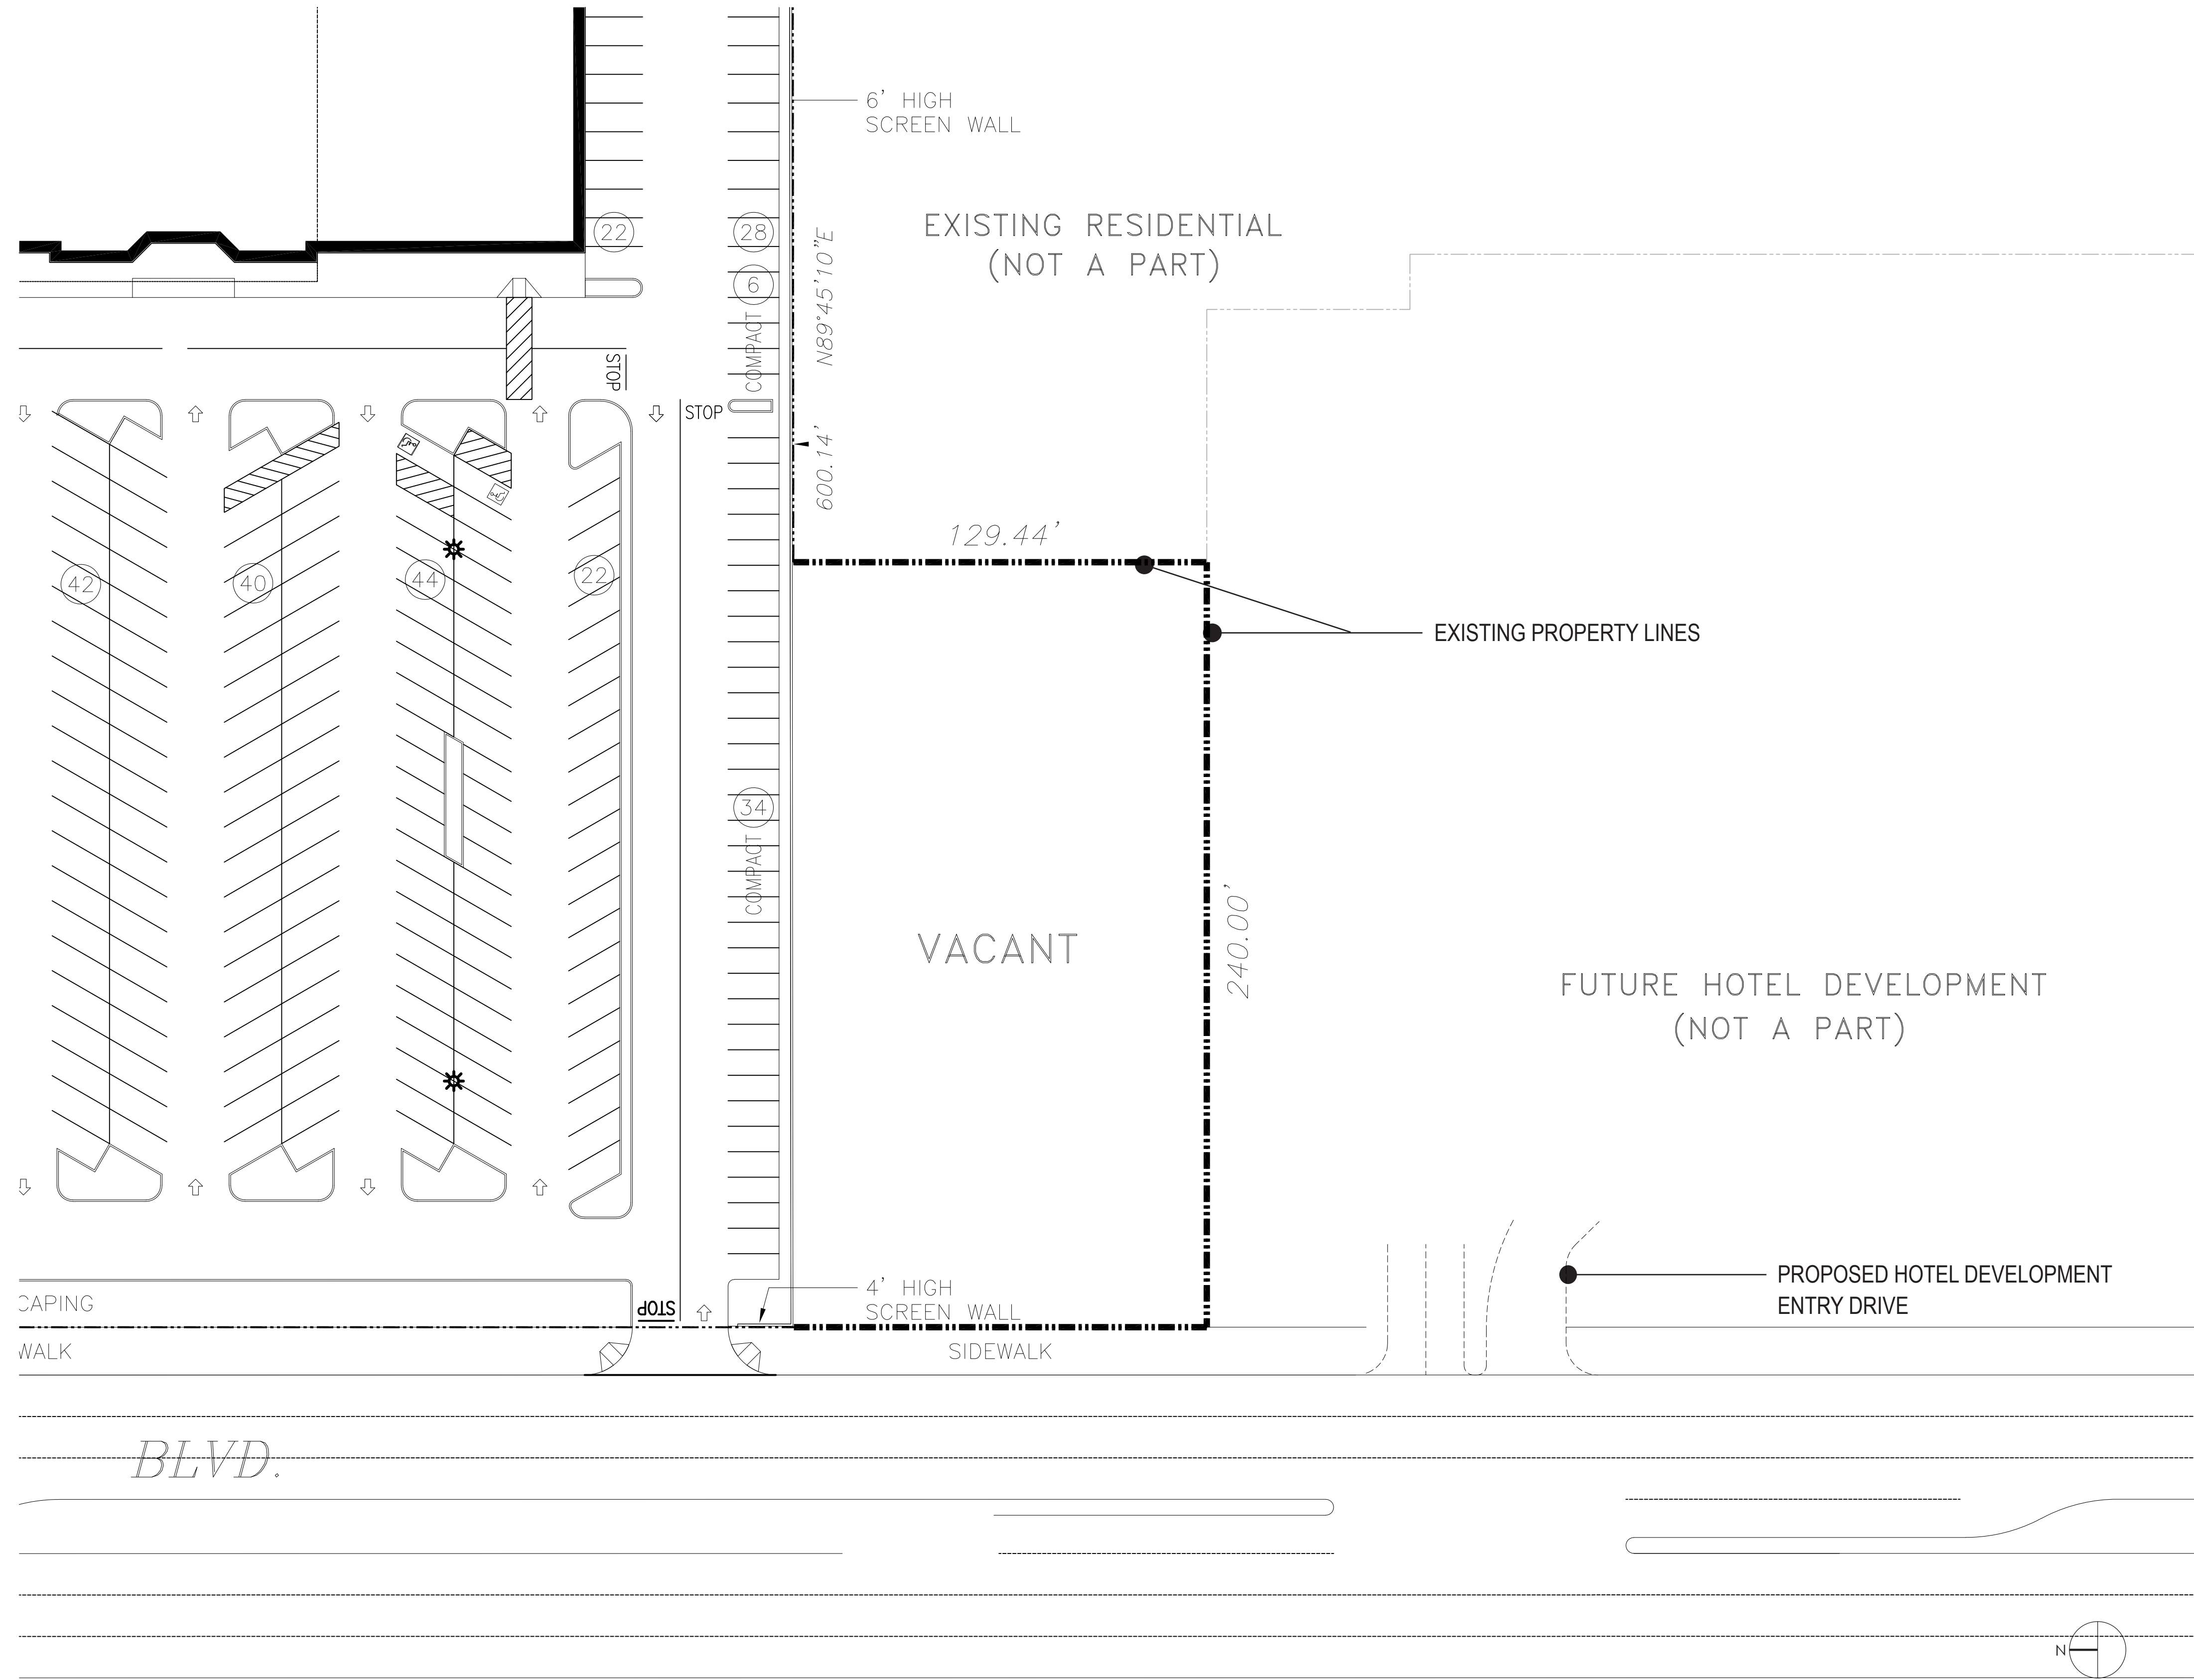 6' HIGH
SCREEN WALL
EXISTING RESIDENTIAL
(NOT A PART)
22
28
6
COMPACT
N89°45'10"E
600.14'
STOP
STOP
129.44'
EXISTING PROPERTY LINES
42
40
44
22
34
COMPACT
VACANT
240.00'
FUTURE HOTEL DEVELOPMENT
(NOT A PART)
PROPOSED HOTEL DEVELOPMENT
ENTRY DRIVE
4' HIGH
SCREEN WALL
CAPING
STOP
WALK
SIDEWALK
BLVD.
N